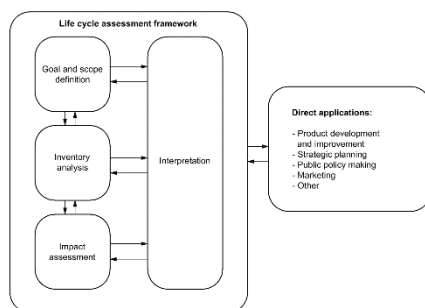 Life cycle assessment framework
Goal and scope
definition
Inventory
analysis
Impact
assessment
Interpretation
Direct applications:
- Product development
and improvement
- Strategic planning
- Public policy making
- Marketing
- Other